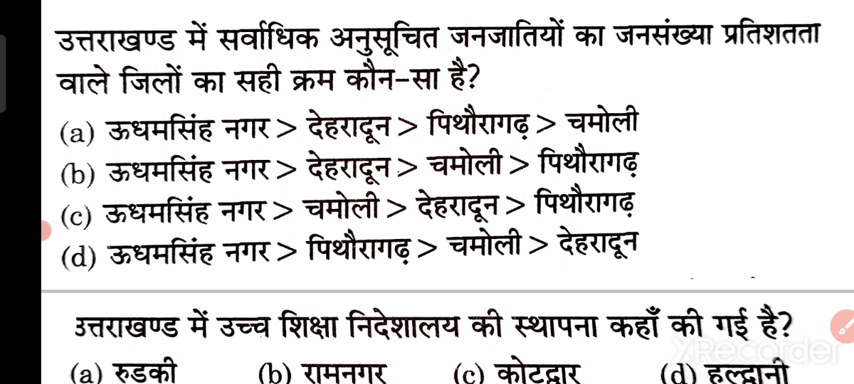 उत्तराखण्ड में सर्वाधिक अनुसूचित जनजातियों का जनसंख्या प्रतिशतता
वाले जिलों का सही क्रम कौन-सा है?
(a) ऊधमसिंह नगर > देहरादून > पिथौरागढ़ > चमोली
(b) ऊधमसिंह नगर > देहरादून > चमोली > पिथौरागढ़
(c) ऊधमसिंह नगर > चमोली > देहरादून > पिथौरागढ़
(d) ऊधमसिंह नगर > पिथौरागढ़ > चमोली > देहरादून
उत्तराखण्ड में उच्च शिक्षा निदेशालय की स्थापना कहाँ की गई है?
XRecorder
(a) रुडकी (b) रामनगर (c) कोटद्वार (d) हल्द्वानी